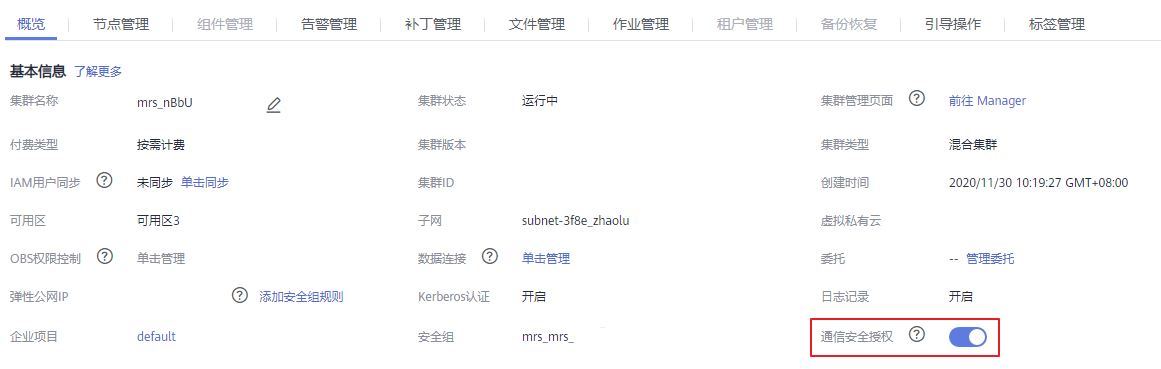 概览 节点管理 组件管理 告警管理 补丁管理 文件管理 作业管理 租户管理 备份恢复 引导操作 标签管理
基本信息 了解更多
集群名称 mrs_nBbU 集群状态 运行中 集群管理页面 ? 前往 Manager
付费类型 按需计费 集群版本 集群类型 混合集群
IAM用户同步 ? 未同步 单击同步 集群ID 创建时间 2020/11/30 10:19:27 GMT+08:00
可用区 可用区3 子网 subnet-3f8e_zhaolu 虚拟私有云
OBS权限控制 ? 单击管理 数据连接 ? 单击管理 委托 -- 管理委托
弹性公网IP ? 添加安全组规则 Kerberos认证 开启 日志记录 开启
企业项目 default 安全组 mrs_mrs_ 通信安全授权 ?